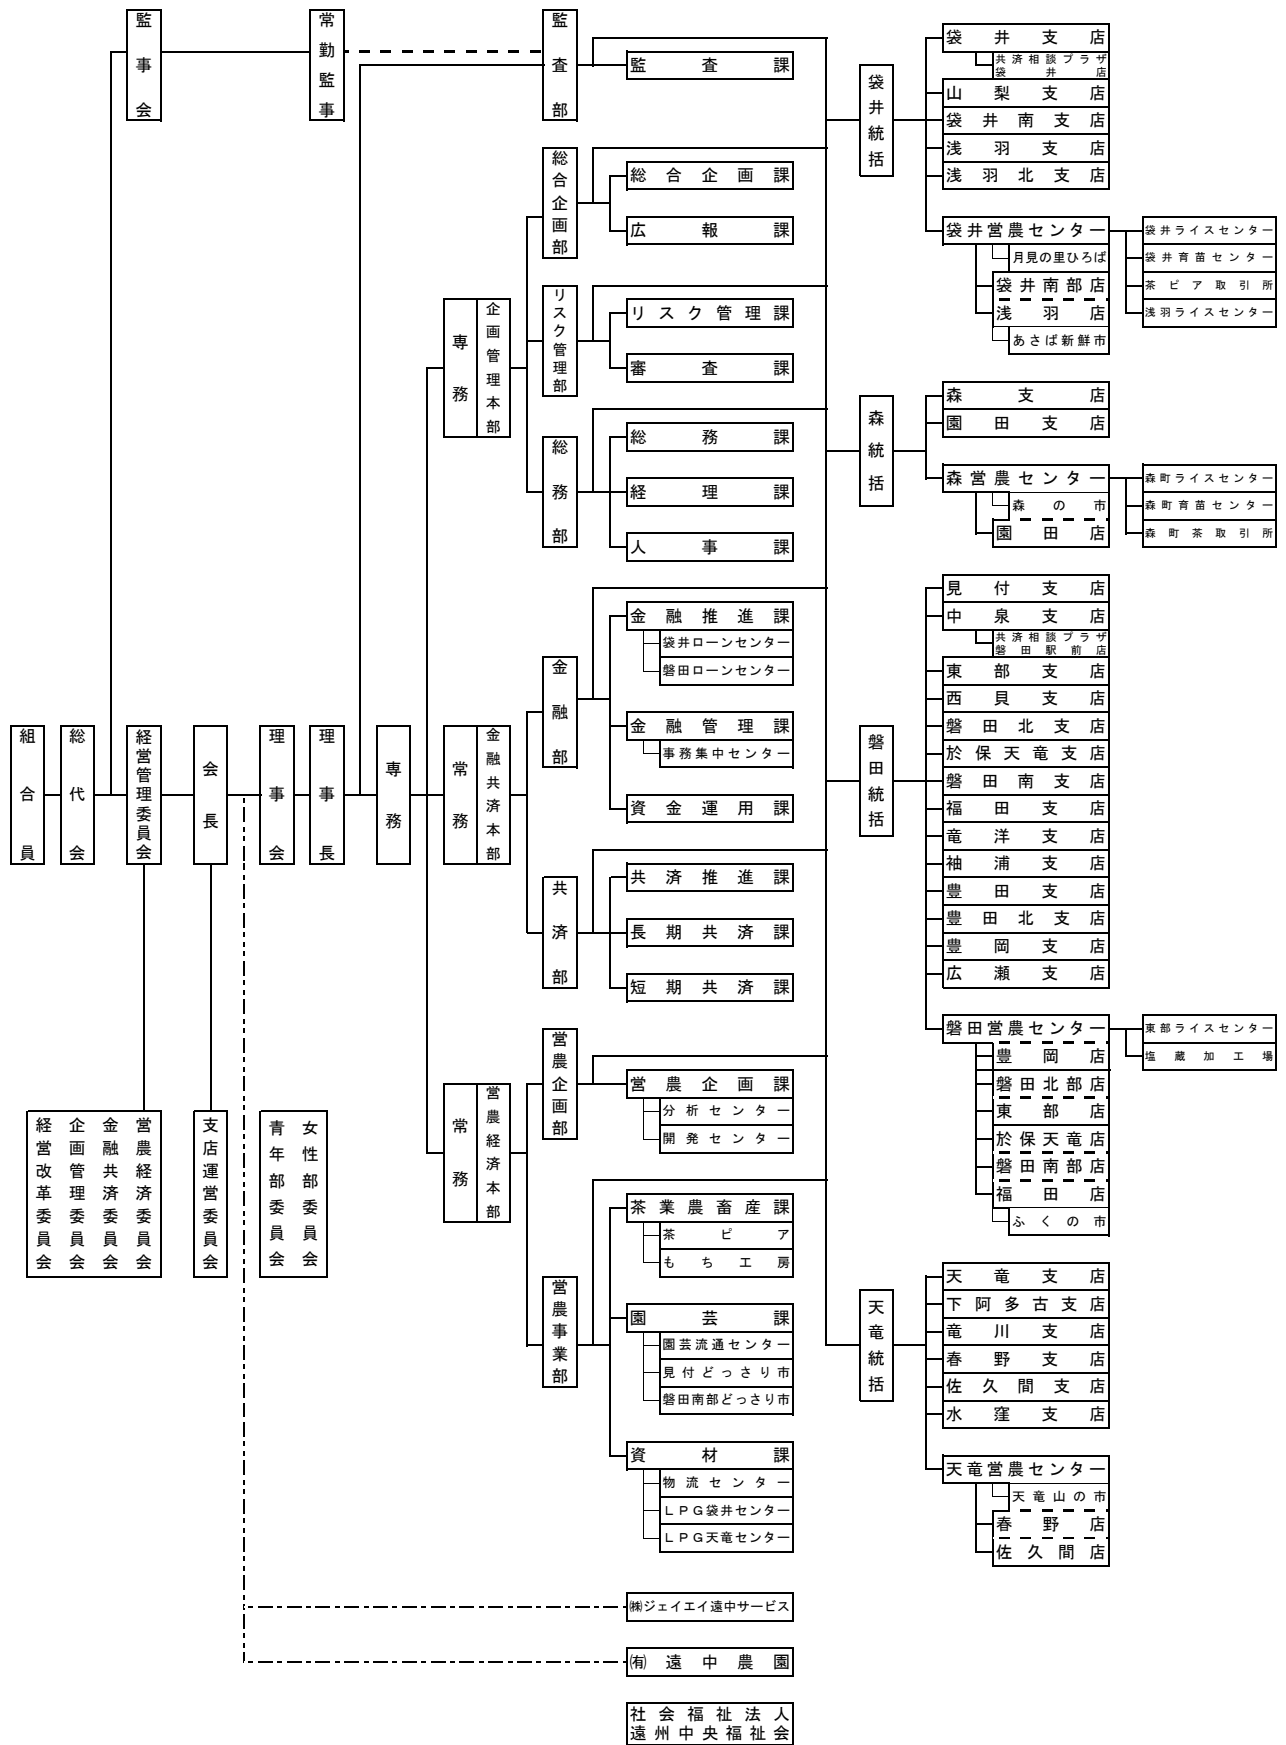 組合員
総代会
監事会
常勤監事
経営管理委員会
会長
理事会
理事長
専務
経営改革委員会
企画管理委員会
金融共済委員会
営農経済委員会
支店運営委員会
青年部委員会
女性部委員会
専務
企画管理本部
常務
金融共済本部
常務
営農経済本部
監査部
監査課
総合企画部
総合企画課
広報課
リスク管理部
リスク管理課
審査課
総務部
総務課
経理課
人事課
金融部
金融推進課
袋井ローンセンター
磐田ローンセンター
金融管理課
事務集中センター
資金運用課
共済部
共済推進課
長期共済課
短期共済課
営農企画部
営農企画課
分析センター
開発センター
営農事業部
茶業農畜産課
茶ピア
もち工房
園芸課
園芸流通センター
見付どっさり市
磐田南部どっさり市
資材課
物流センター
LPG袋井センター
LPG天竜センター
㈱ジェイエイ遠中サービス
㈲遠中農園
社会福祉法人
遠州中央福祉会
袋井統括
袋井支店
共済相談プラザ
袋井店
山梨支店
袋井南支店
浅羽支店
浅羽北支店
袋井営農センター
月見の里ひろば
袋井南部店
浅羽店
あさば新鮮市
袋井ライスセンター
袋井育苗センター
茶ピア取引所
浅羽ライスセンター
森統括
森支店
園田支店
森営農センター
森の市
園田店
森町ライスセンター
森町育苗センター
森町茶取引所
磐田統括
見付支店
中泉支店
共済相談プラザ
磐田駅前店
東部支店
西貝支店
磐田北支店
於保天竜支店
磐田南支店
福田支店
竜洋支店
袖浦支店
豊田支店
豊田北支店
豊岡支店
広瀬支店
磐田営農センター
豊岡店
磐田北部店
東部店
於保天竜店
磐田南部店
福田店
ふくの市
東部ライスセンター
塩蔵加工場
天竜統括
天竜支店
下阿多古支店
竜川支店
春野支店
佐久間支店
水窪支店
天竜営農センター
天竜山の市
春野店
佐久間店